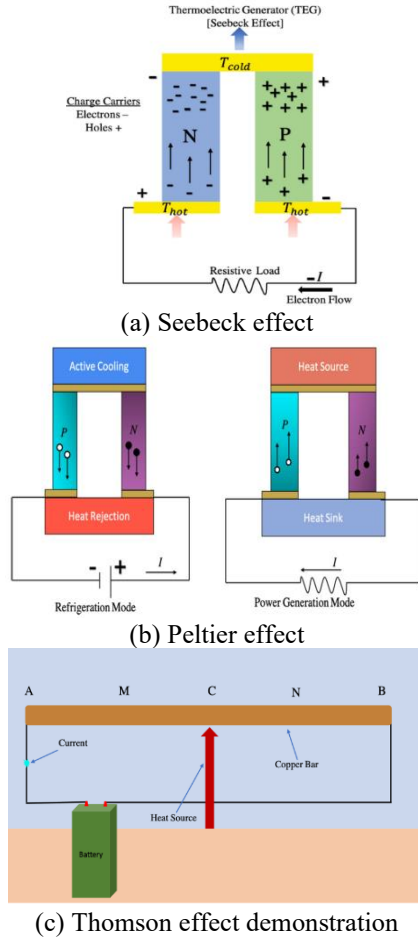 Thermoelectric Generator (TEG)
[Seebeck Effect]
T_cold
-
+
Charge Carriers
Electrons –
Holes +
N
P
+
-
T_hot
T_hot
Resistive Load
–I
Electron Flow
(a) Seebeck effect
Active Cooling
Heat Source
P
N
P
N
Heat Rejection
Heat Sink
- +
I
I
Refrigeration Mode
Power Generation Mode
(b) Peltier effect
A M C N B
Current
Copper Bar
Heat Source
Battery
(c) Thomson effect demonstration